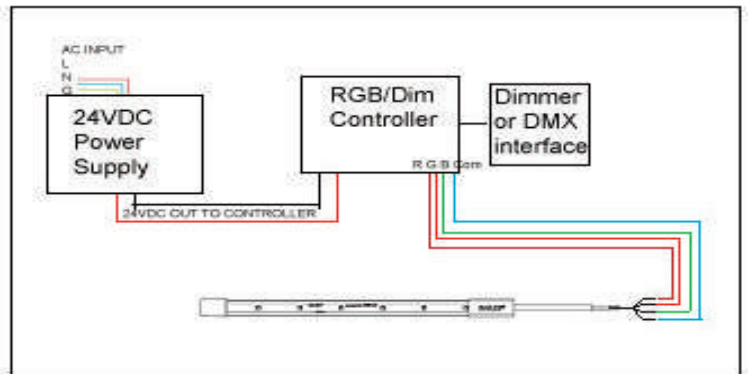 AC INPUT
L
N
G
24VDC
Power
Supply
RGB/Dim
Controller
R G B Com
Dimmer
or DMX
interface
24VDC OUT TO CONTROLLER